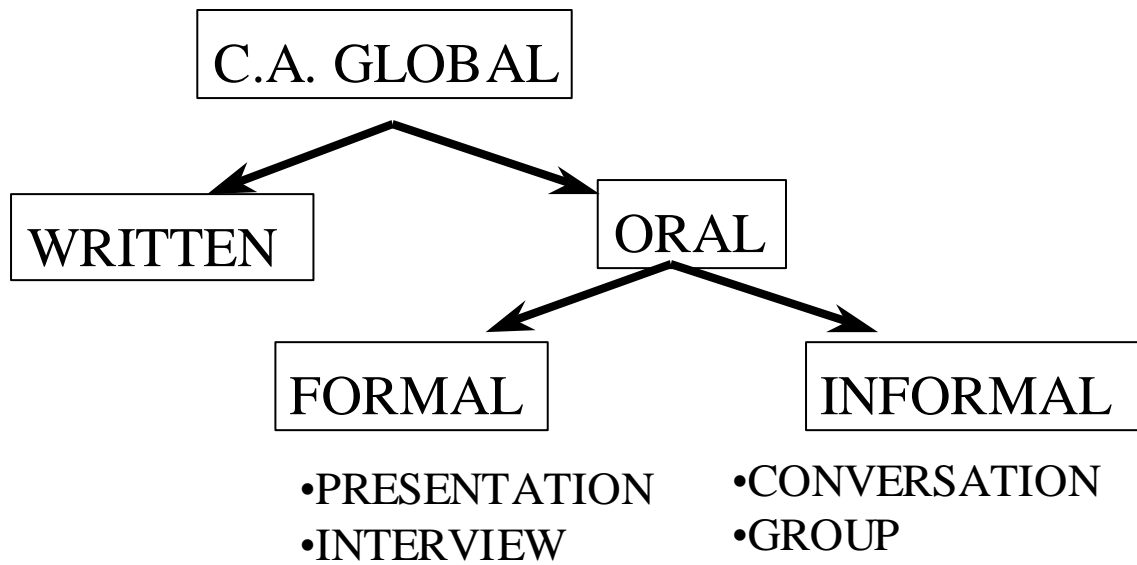 C.A. GLOBAL
WRITTEN
ORAL
FORMAL
INFORMAL
•PRESENTATION
•INTERVIEW
•CONVERSATION
•GROUP